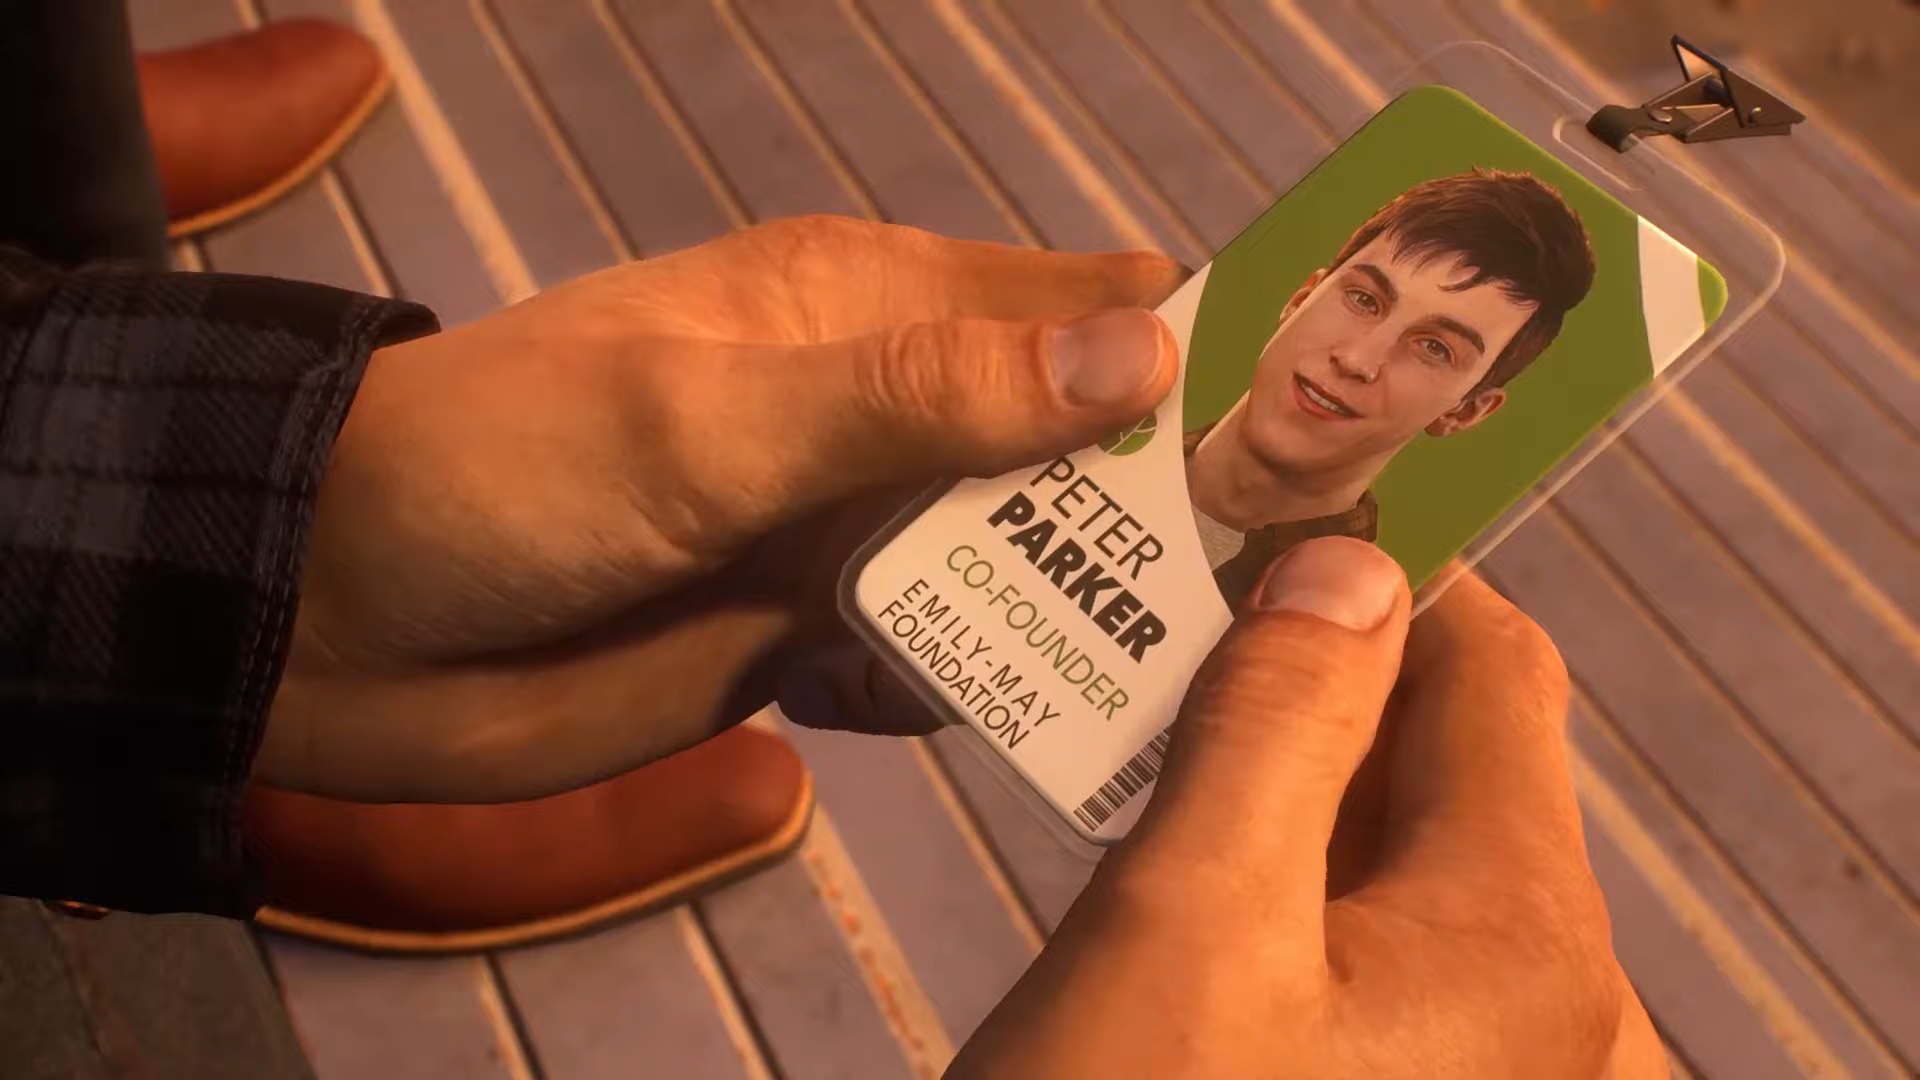 PETER
PARKER
CO-FOUNDER
EMILY-MAY
FOUNDATION